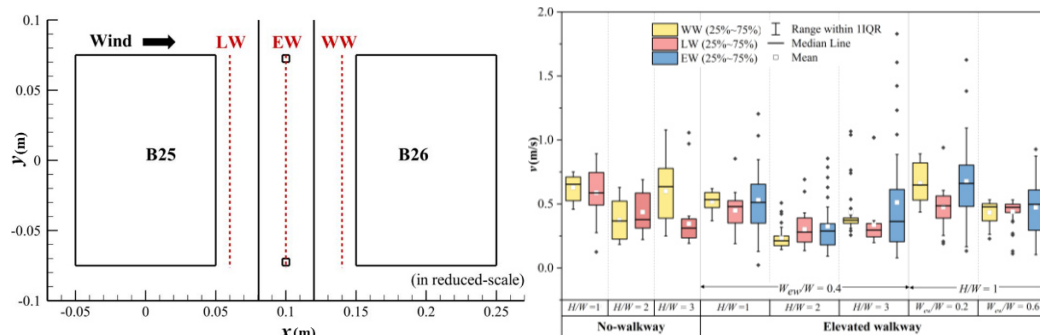 0.1
0.05
0
-0.05
-0.1
y(m)
Wind
LW
EW
WW
B25
B26
(in reduced-scale)
-0.05
0
0.05
0.1
0.15
0.2
0.25
x(m)
2.0
1.5
1.0
0.5
0.0
v(m/s)
WW (25%~75%)
LW (25%~75%)
EW (25%~75%)
Range within 1IQR
Median Line
Mean
W_ew/W = 0.4
H/W = 1
H/W =1
H/W = 2
H/W = 3
H/W=1
H/W = 2
H/W = 3
W_ew/W = 0.2
W_ew/W = 0.6
No-walkway
Elevated walkway